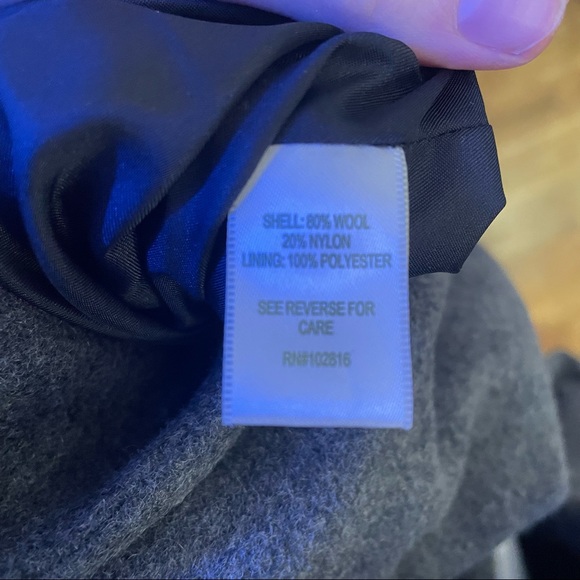 SHELL: 80% WOOL
20% NYLON
LINING: 100% POLYESTER
SEE REVERSE FOR
CARE
RN#102816